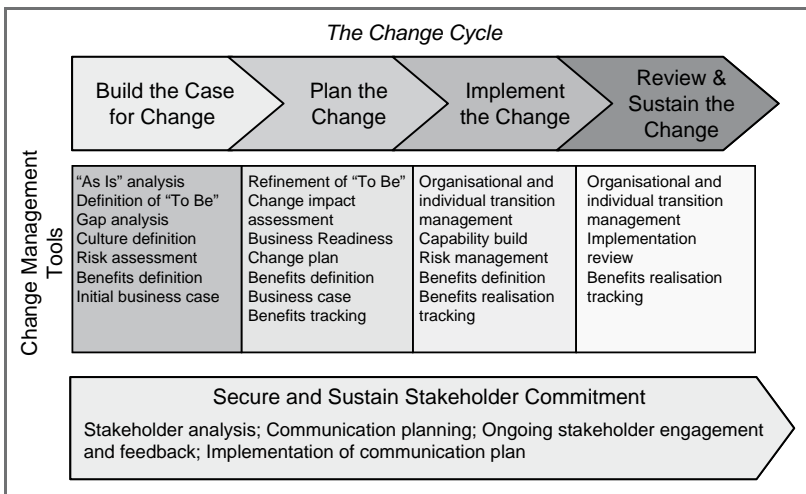 The Change Cycle
Build the Case
for Change
Plan the
Change
Implement
the Change
Review &
Sustain the
Change
Change Management
Tools
“As Is” analysis
Definition of “To Be”
Gap analysis
Culture definition
Risk assessment
Benefits definition
Initial business case
Refinement of “To Be”
Change impact
assessment
Business Readiness
Change plan
Benefits definition
Business case
Benefits tracking
Organisational and
individual transition
management
Capability build
Risk management
Benefits definition
Benefits realisation
tracking
Organisational and
individual transition
management
Implementation
review
Benefits realisation
tracking
Secure and Sustain Stakeholder Commitment
Stakeholder analysis; Communication planning; Ongoing stakeholder engagement
and feedback; Implementation of communication plan